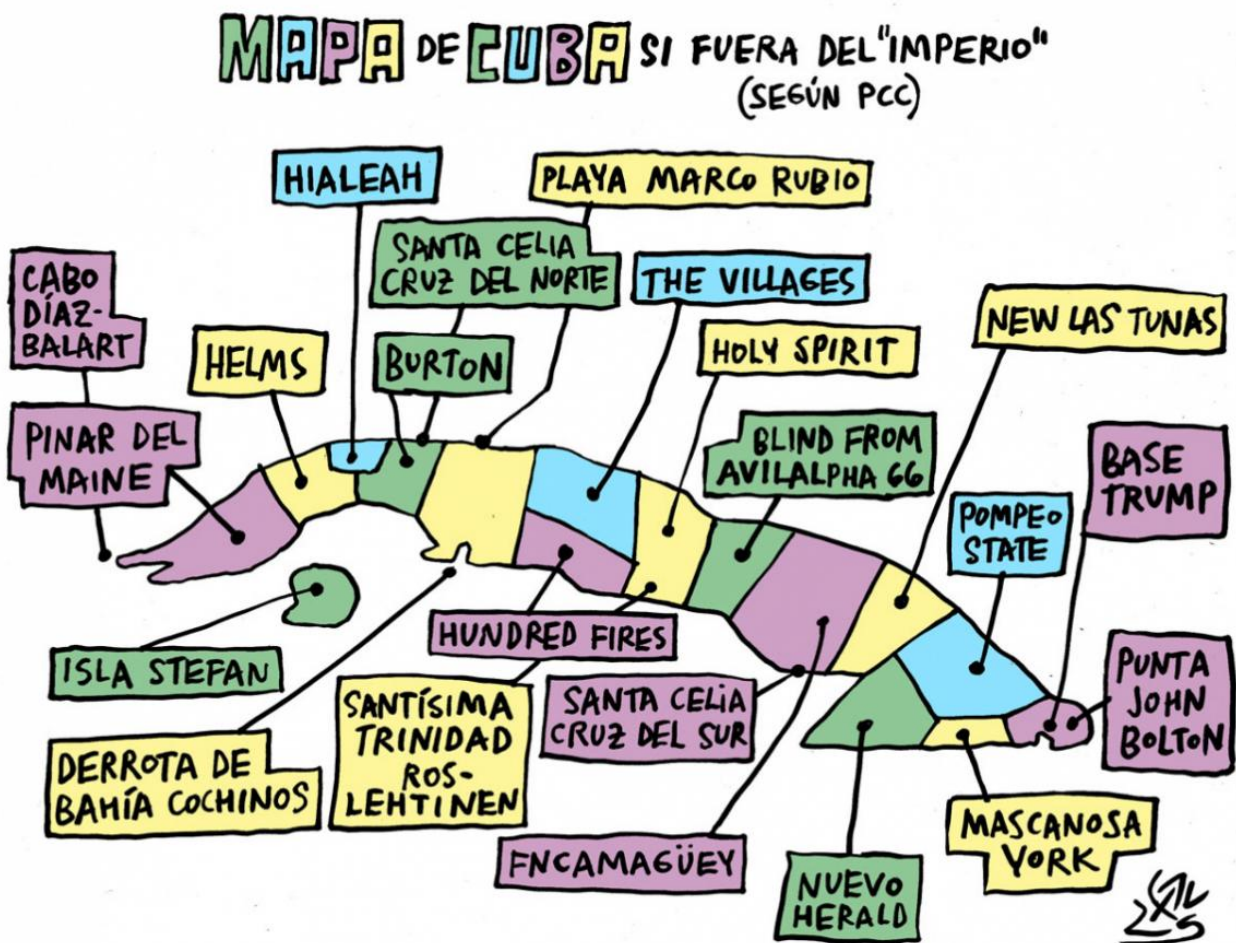 MAPA DE CUBA SI FUERA DEL "IMPERIO"
(SEGÚN PCC)
HIALEAH
PLAYA MARCO RUBIO
SANTA CELIA
CRUZ DEL NORTE
THE VILLAGES
CABO
DÍAZ-
BALART
NEW LAS TUNAS
HELMS
BURTON
HOLY SPIRIT
PINAR DEL
MAINE
BLIND FROM
AVILALPHA 66
BASE
TRUMP
POMPEO
STATE
ISLA STEFAN
HUNDRED FIRES
PUNTA
JOHN
BOLTON
SANTÍSIMA
TRINIDAD
ROS-
LEHTINEN
SANTA CELIA
CRUZ DEL SUR
DERROTA DE
BAHÍA COCHINOS
FNCAMAGÜEY
NUEVO
HERALD
MASCANOSA
YORK